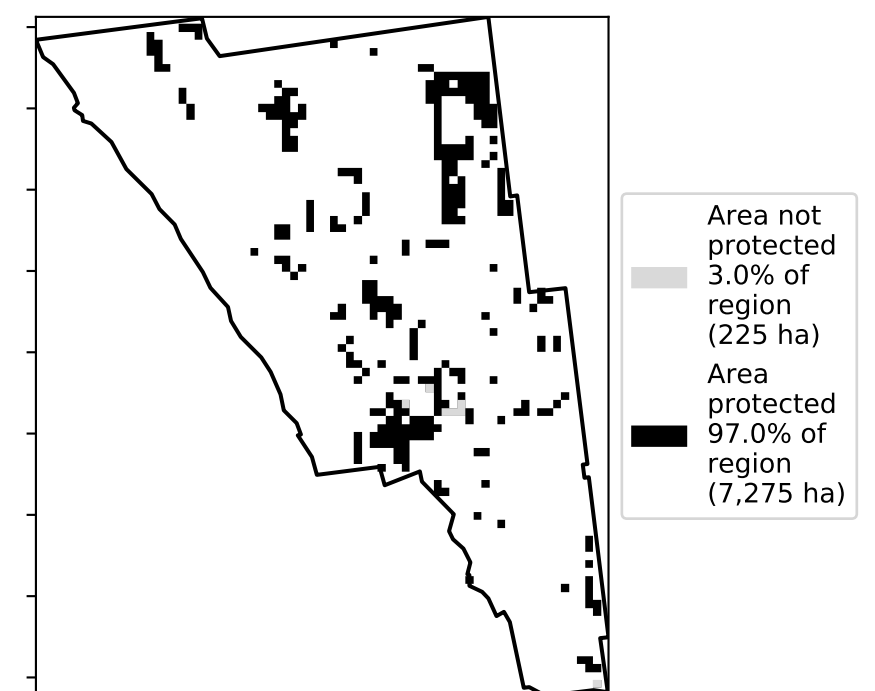 Area not
protected
3.0% of
region
(225 ha)
Area
protected
97.0% of
region
(7,275 ha)